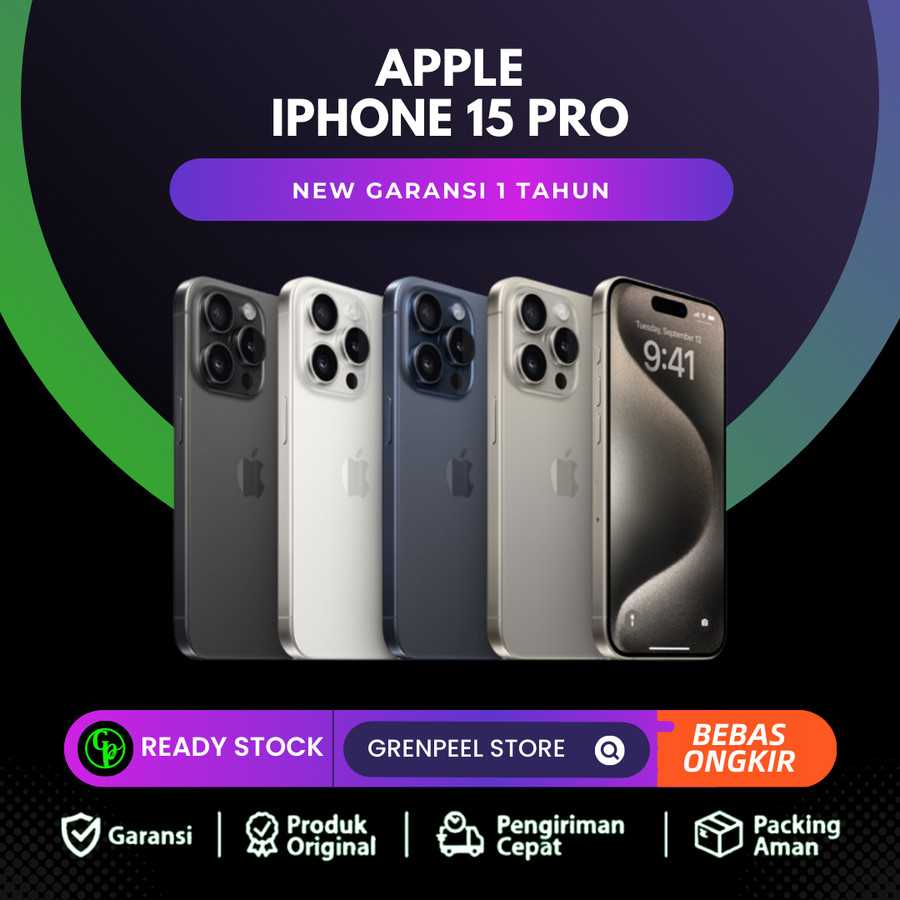 APPLE
IPHONE 15 PRO
NEW GARANSI 1 TAHUN
Tuesday, September 12
9:41
GP
READY STOCK
GRENPEEL STORE
BEBAS
ONGKIR
Garansi
Produk
Original
Pengiriman
Cepat
Packing
Aman